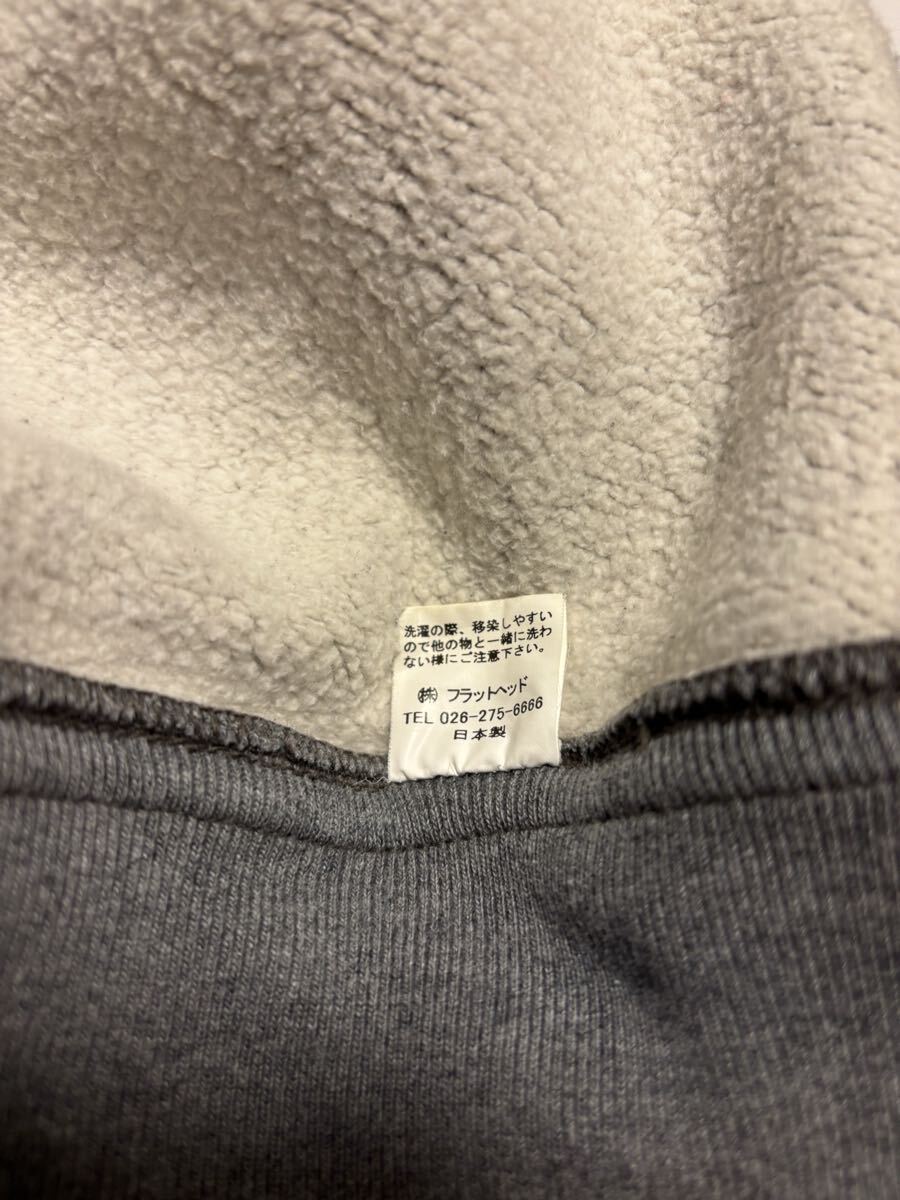 洗濯の際、移染しやすい
ので他の物と一緒に洗わ
ない様にご注意下さい。
㈱ フラットヘッド
TEL 026-275-6666
日本製